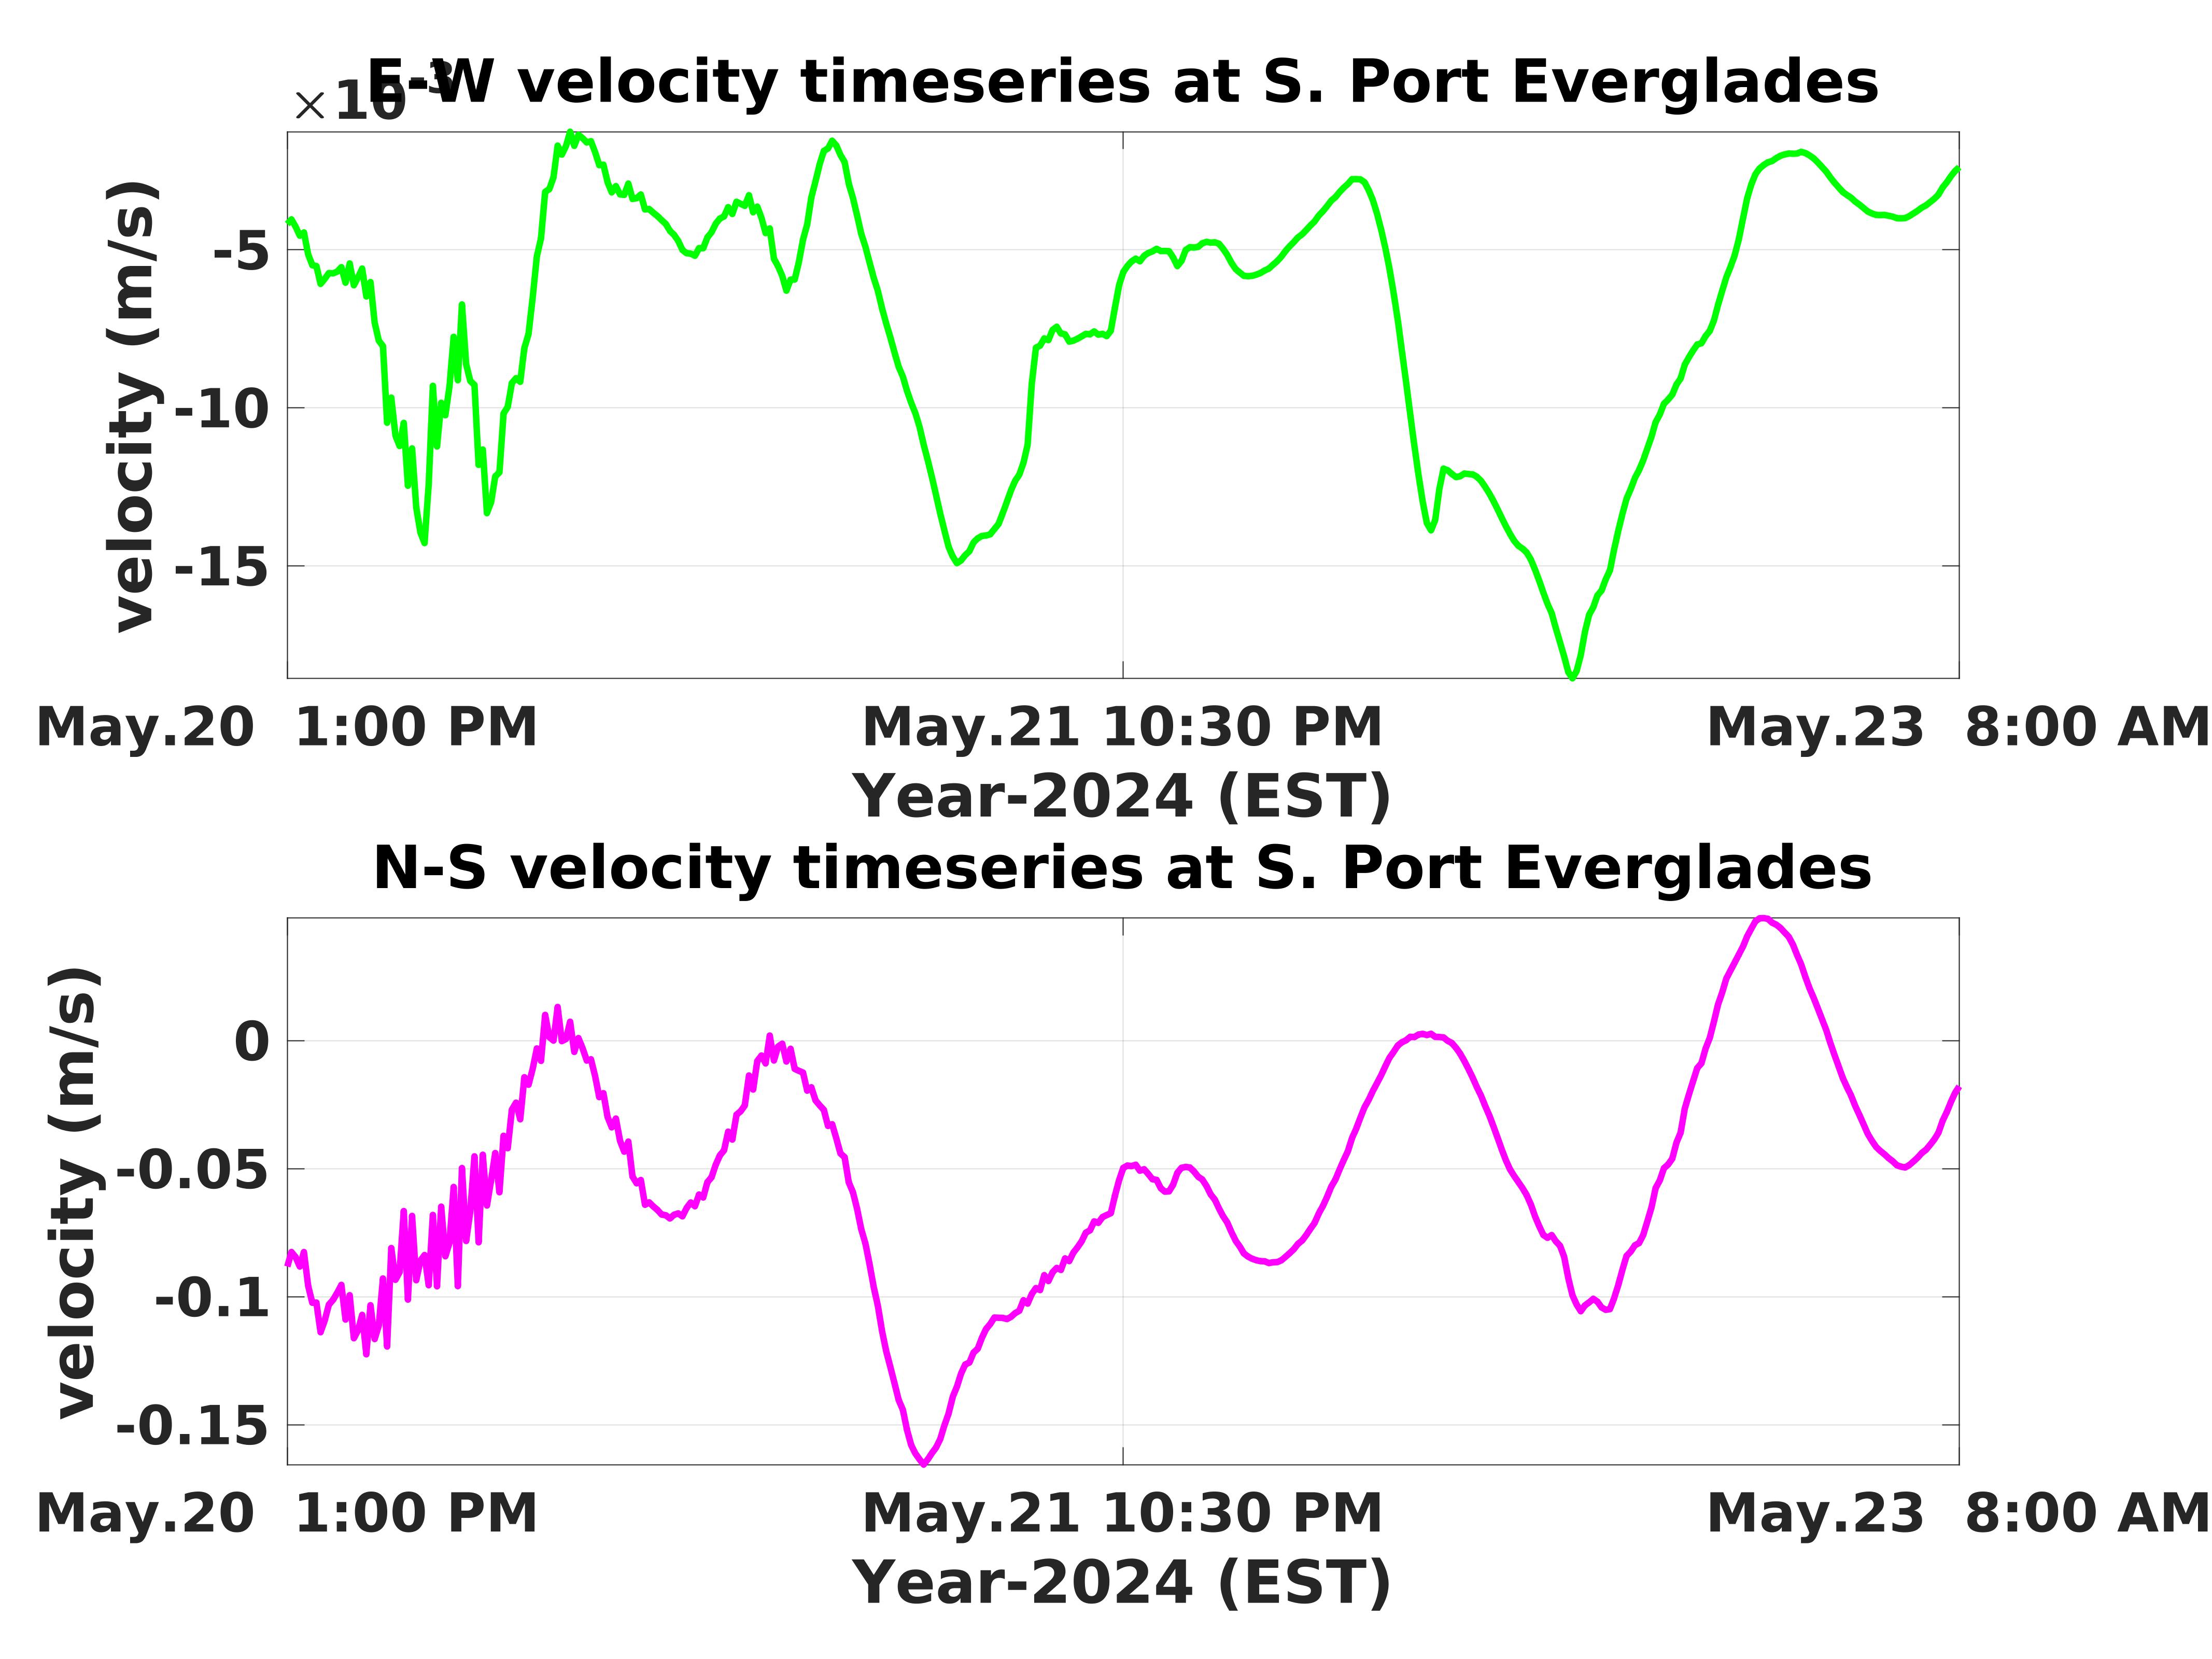 ×10-3
E-W velocity timeseries at S. Port Everglades
velocity (m/s)
-5
-10
-15
May.20  1:00 PM
May.21 10:30 PM
May.23  8:00 AM
Year-2024 (EST)
N-S velocity timeseries at S. Port Everglades
velocity (m/s)
0
-0.05
-0.1
-0.15
May.20  1:00 PM
May.21 10:30 PM
May.23  8:00 AM
Year-2024 (EST)